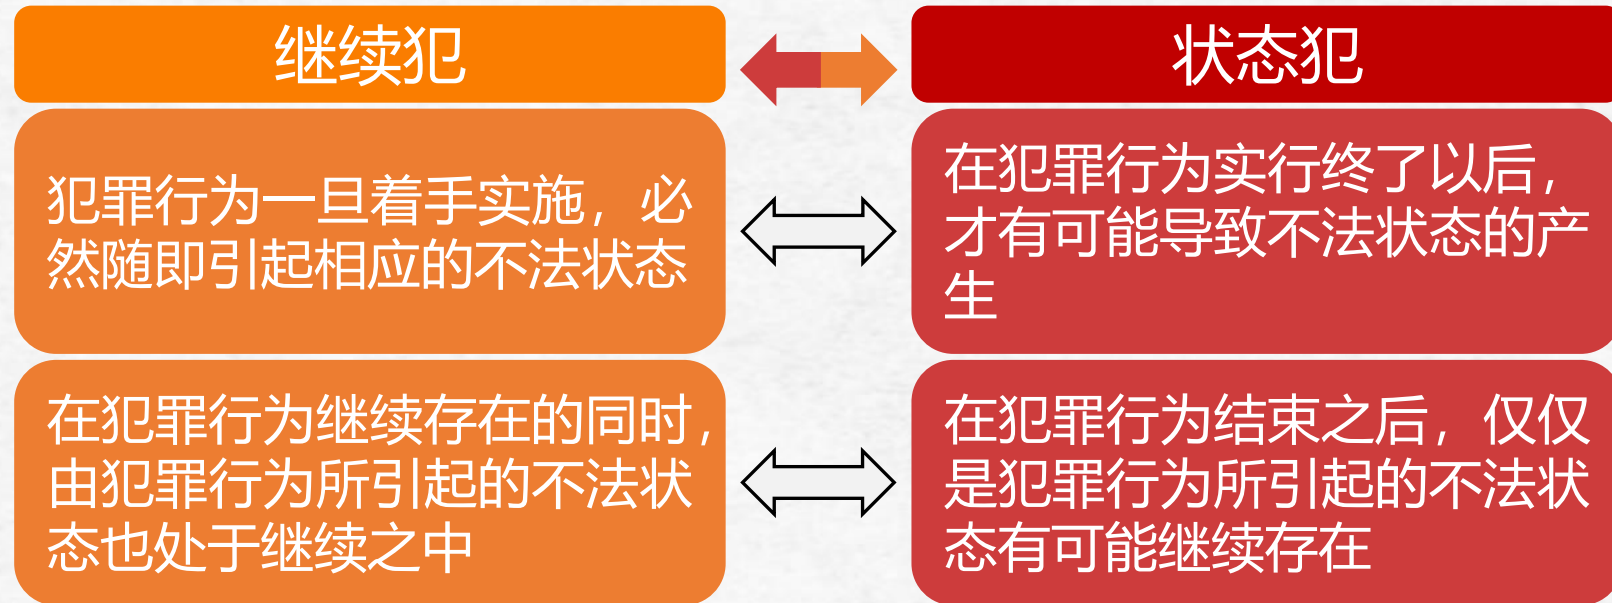 继续犯
状态犯
犯罪行为一旦着手实施，必
然随即引起相应的不法状态
在犯罪行为实行终了以后，
才有可能导致不法状态的产
生
在犯罪行为继续存在的同时，
由犯罪行为所引起的不法状
态也处于继续之中
在犯罪行为结束之后，仅仅
是犯罪行为所引起的不法状
态有可能继续存在